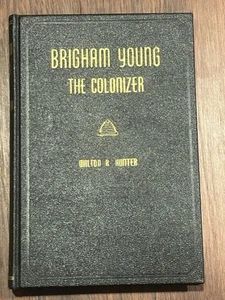 BRIGHAM YOUNG
THE COLONIZER
MILTON R HUNTER